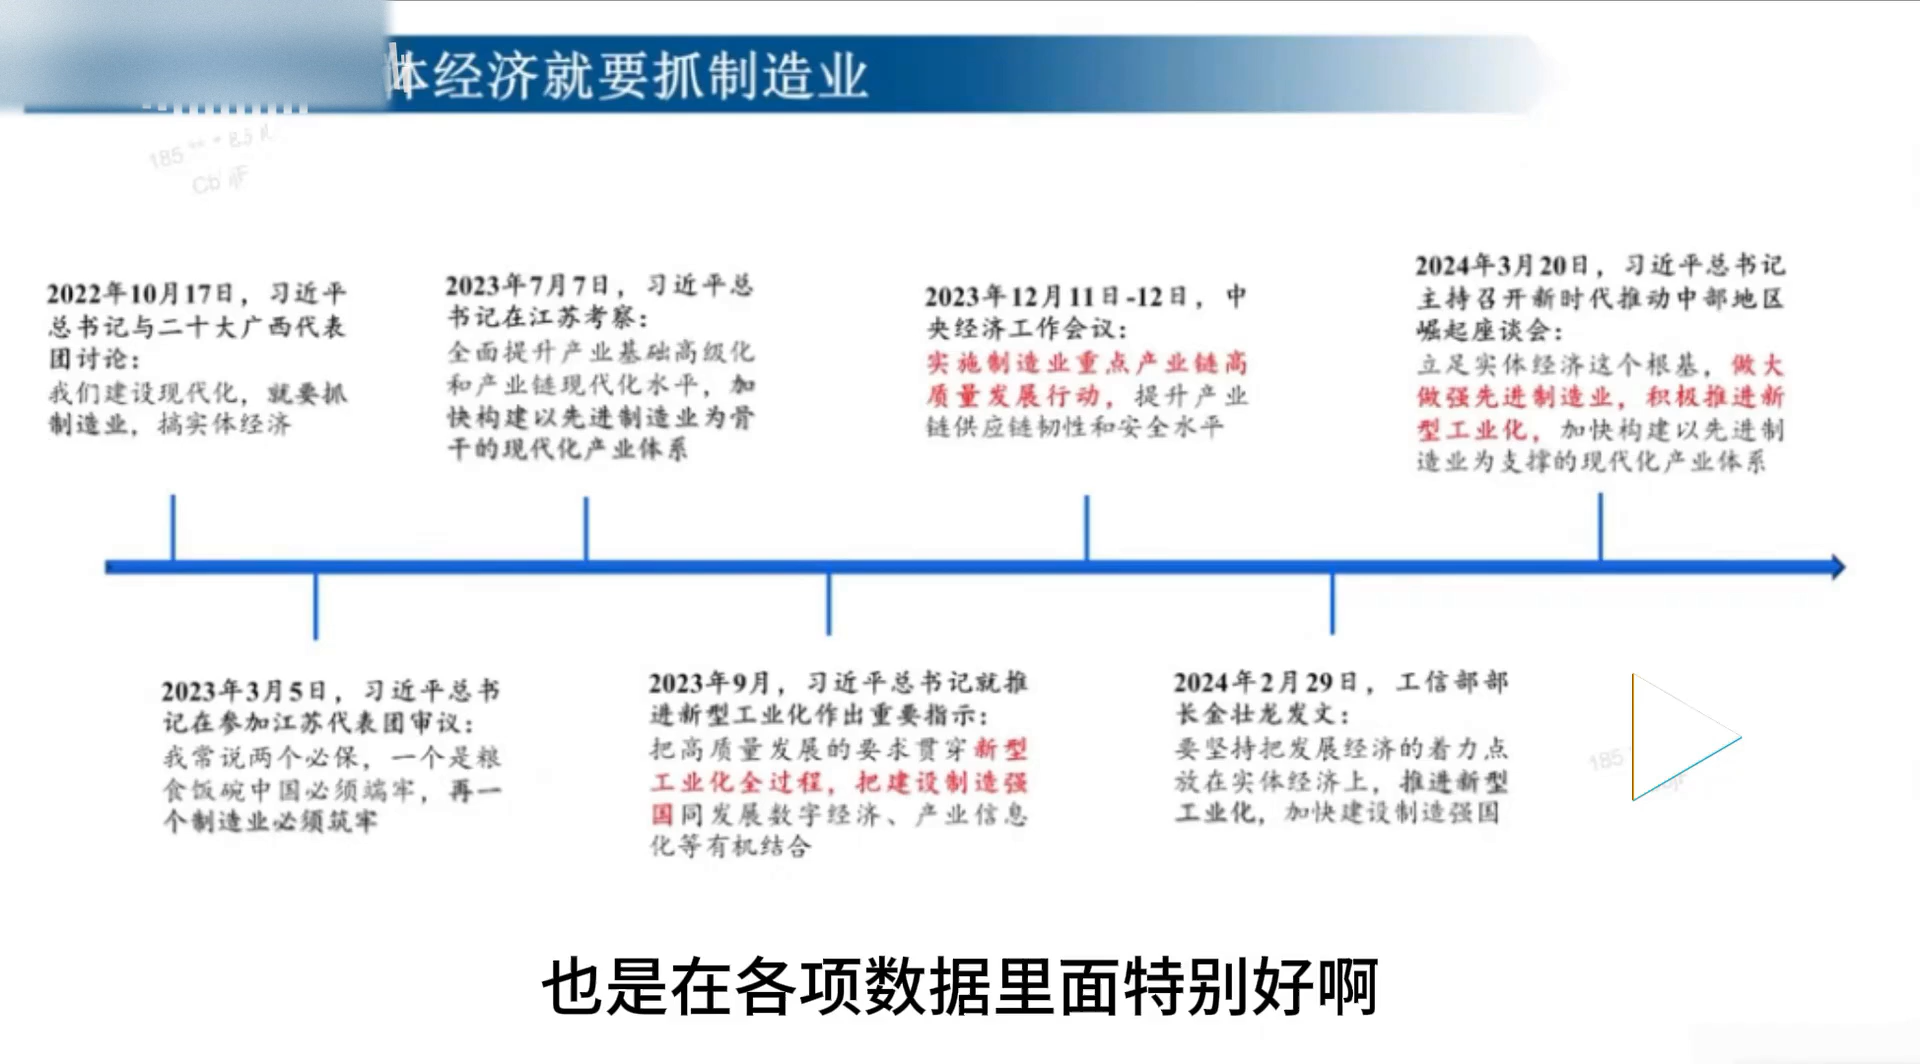 体经济就要抓制造业
2022年10月17日，习近平
总书记与二十大广西代表
团讨论：
我们建设现代化，就要抓
制造业，搞实体经济
2023年7月7日，习近平总
书记在江苏考察：
全面提升产业基础高级化
和产业链现代化水平，加
快构建以先进制造业为骨
干的现代化产业体系
2023年12月11日-12日，中
央经济工作会议：
实施制造业重点产业链高
质量发展行动，提升产业
链供应链韧性和安全水平
2024年3月20日，习近平总书记
主持召开新时代推动中部地区
崛起座谈会：
立足实体经济这个根基，做大
做强先进制造业，积极推进新
型工业化，加快构建以先进制
造业为支撑的现代化产业体系
2023年3月5日，习近平总书
记在参加江苏代表团审议：
我常说两个必保，一个是粮
食饭碗中国必须端牢，再一
个制造业必须筑牢
2023年9月，习近平总书记就推
进新型工业化作出重要指示：
把高质量发展的要求贯穿新型
工业化全过程，把建设制造强
国同发展数字经济、产业信息
化等有机结合
2024年2月29日，工信部部
长金壮龙发文：
要坚持把发展经济的着力点
放在实体经济上，推进新型
工业化，加快建设制造强国
185
也是在各项数据里面特别好啊